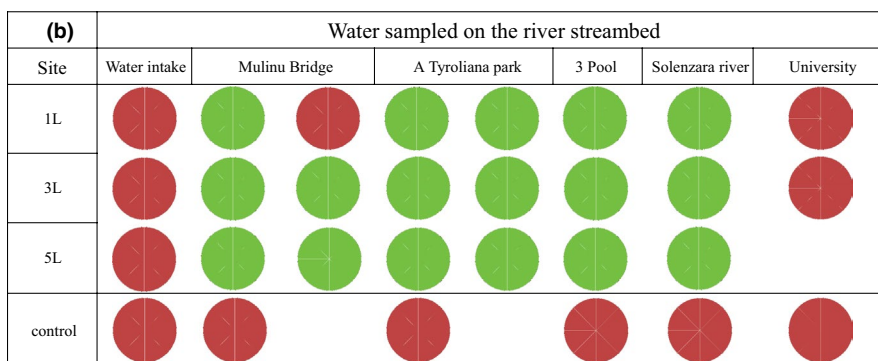 (b) Water sampled on the river streambed
Site Water intake Mulinu Bridge A Tyroliana park 3 Pool Solenzara river University
1L
3L
5L
control